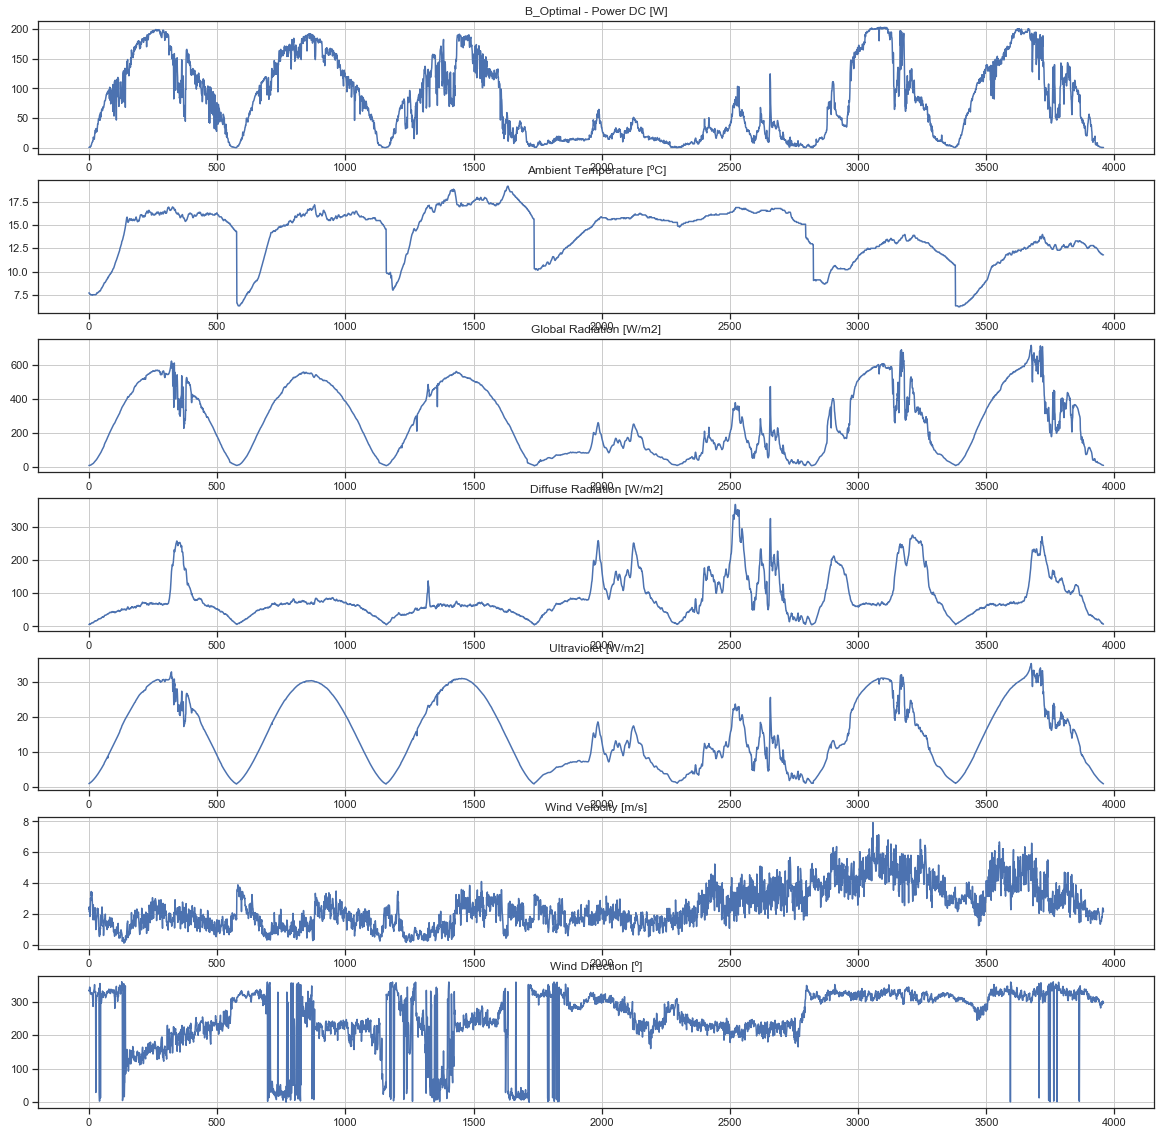 B_Optimal - Power DC [W]
200
150
100
50
0
0 500 1000 1500 2000 2500 3000 3500 4000
Ambient Temperature [ºC]
17.5
15.0
12.5
10.0
7.5
0 500 1000 1500 2000 2500 3000 3500 4000
Global Radiation [W/m2]
600
400
200
0
0 500 1000 1500 2000 2500 3000 3500 4000
Diffuse Radiation [W/m2]
300
200
100
0
0 500 1000 1500 2000 2500 3000 3500 4000
Ultraviolet [W/m2]
30
20
10
0
0 500 1000 1500 2000 2500 3000 3500 4000
Wind Velocity [m/s]
8
6
4
2
0
0 500 1000 1500 2000 2500 3000 3500 4000
Wind Direction [º]
300
200
100
0
0 500 1000 1500 2000 2500 3000 3500 4000